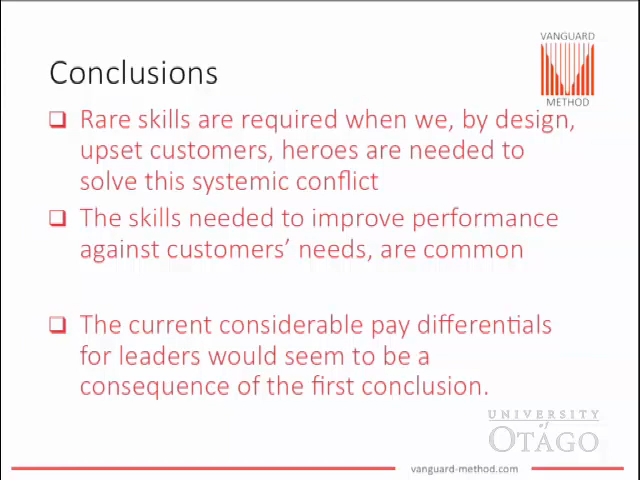 VANGUARD
METHOD
Conclusions
Rare skills are required when we, by design,
upset customers, heroes are needed to
solve this systemic conflict
The skills needed to improve performance
against customers’ needs, are common
The current considerable pay differentials
for leaders would seem to be a
consequence of the first conclusion.
UNIVERSITY
of
OTAGO
vanguard-method.com